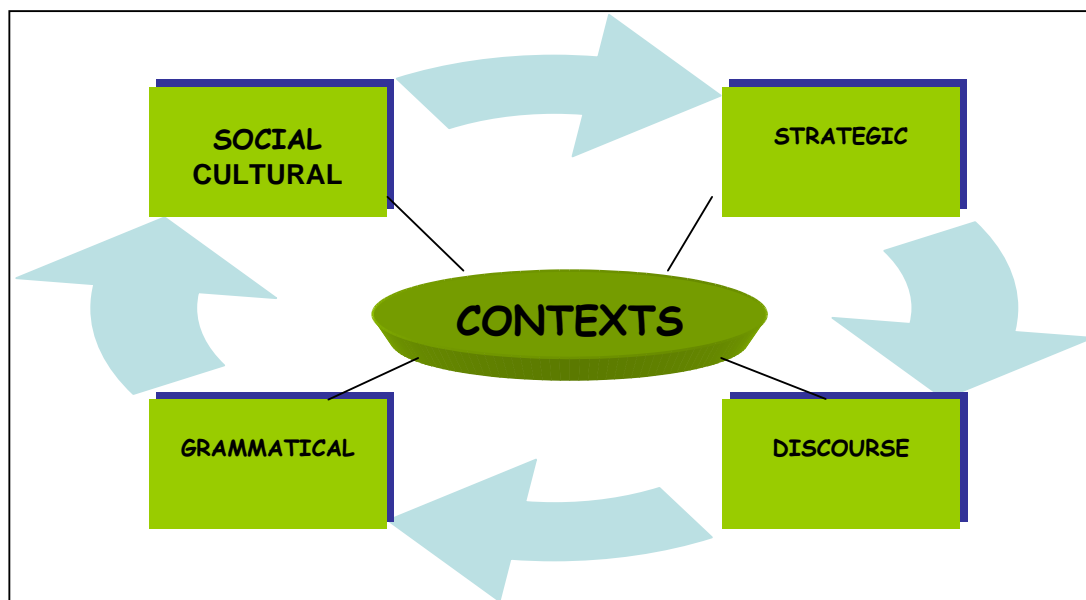 SOCIAL
CULTURAL
STRATEGIC
CONTEXTS
GRAMMATICAL
DISCOURSE